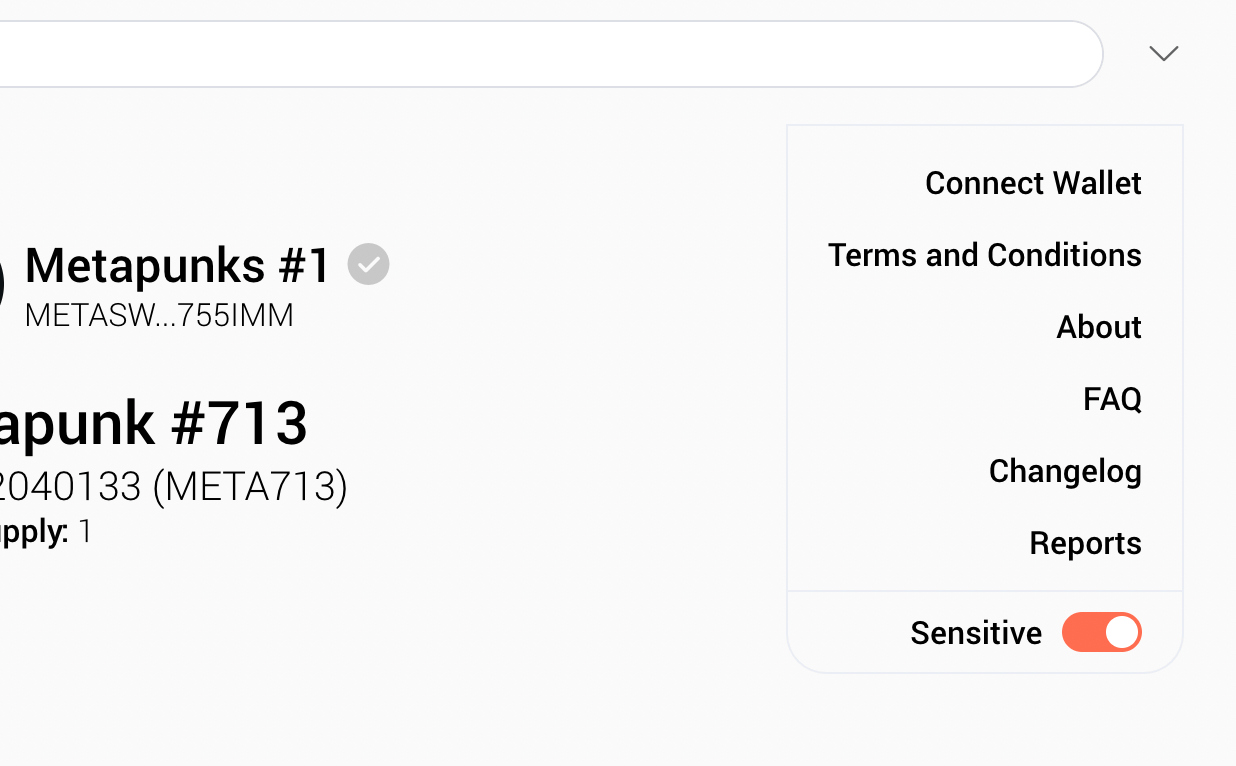 Connect Wallet
Terms and Conditions
About
FAQ
Changelog
Reports
Sensitive
Metapunks #1
METASW...755IMM
apunk #713
2040133 (META713)
pply: 1